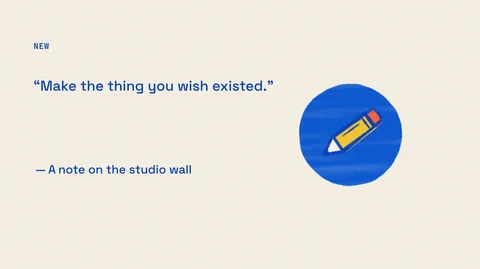 NEW
“Make the thing you wish existed.”
— A note on the studio wall